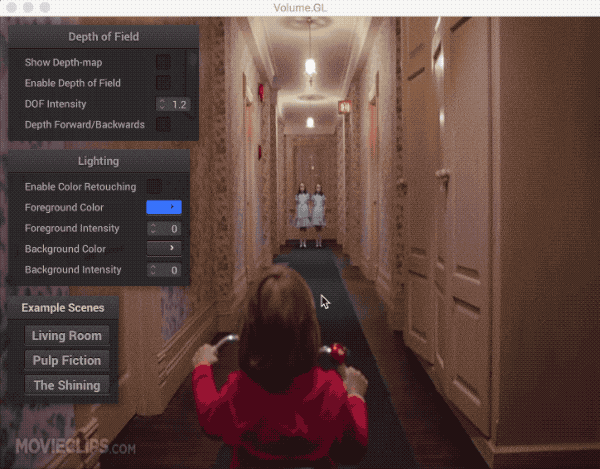 Volume.GL
Depth of Field
Show Depth-map
Enable Depth of Field
DOF Intensity 1.2
Depth Forward/Backwards
Lighting
Enable Color Retouching
Foreground Color
Foreground Intensity 0
Background Color
Background Intensity 0
Example Scenes
Living Room
Pulp Fiction
The Shining
MOVIECLIPS.COM